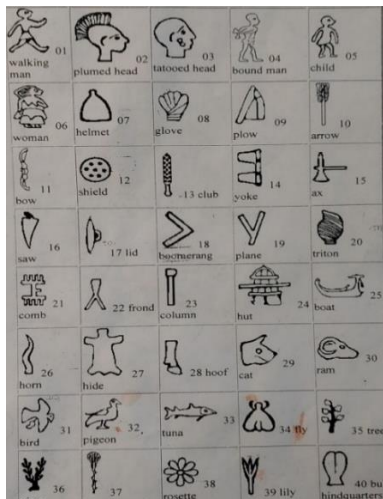 01
walking
man
02
plumed head
03
tatooed head
04
bound man
05
child
06
woman
07
helmet
08
glove
09
plow
10
arrow
11
bow
12
shield
13 club
14
yoke
15
ax
16
saw
17 lid
18
boomerang
19
plane
20
triton
21
comb
22 frond
23
column
24
hut
25
boat
26
horn
27
hide
28 hoof
29
cat
30
ram
31
bird
32
pigeon
33
tuna
34 fly
35 tree
36
37
38
rosette
39 lily
40 bu
hindquarters